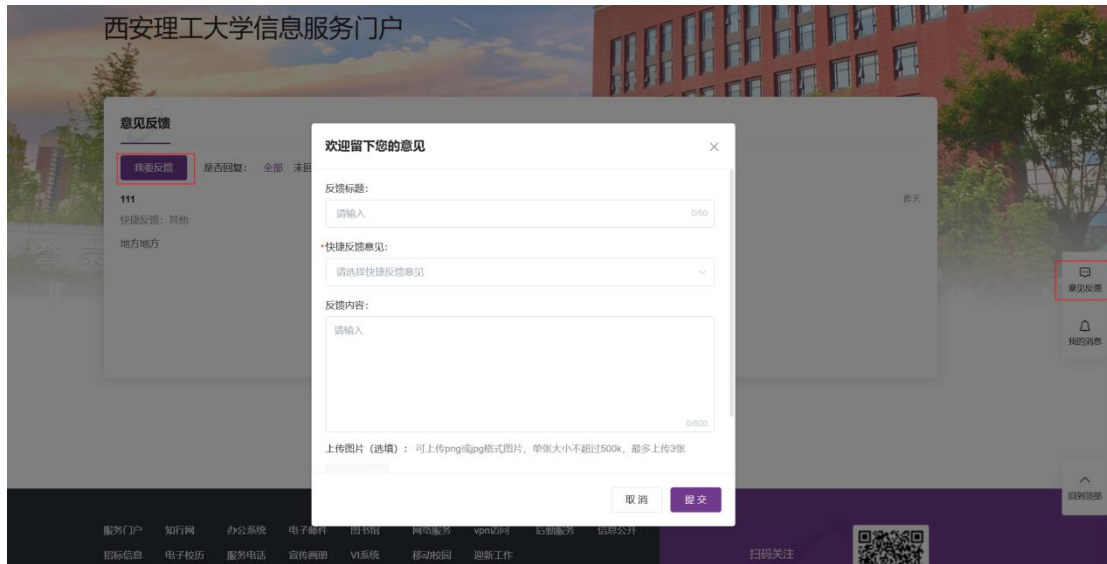 西安理工大学信息服务门户
意见反馈
我要反馈 是否回复： 全部 未回
111 昨天
快捷反馈：其他
地方地方
欢迎留下您的意见
反馈标题：
请输入 0/50
*快捷反馈意见：
请选择快捷反馈意见
反馈内容：
请输入
0/500
上传图片（选填）： 可上传png或jpg格式图片，单张大小不超过500k，最多上传3张
取消 提交
意见反馈
我的消息
回到顶部
服务门户 知行网 办公系统 电子邮件 图书馆 网络服务 vpn访问 后勤服务 信息公开
招标信息 电子校历 服务电话 宣传画册 VI系统 移动校园 迎新工作
扫码关注